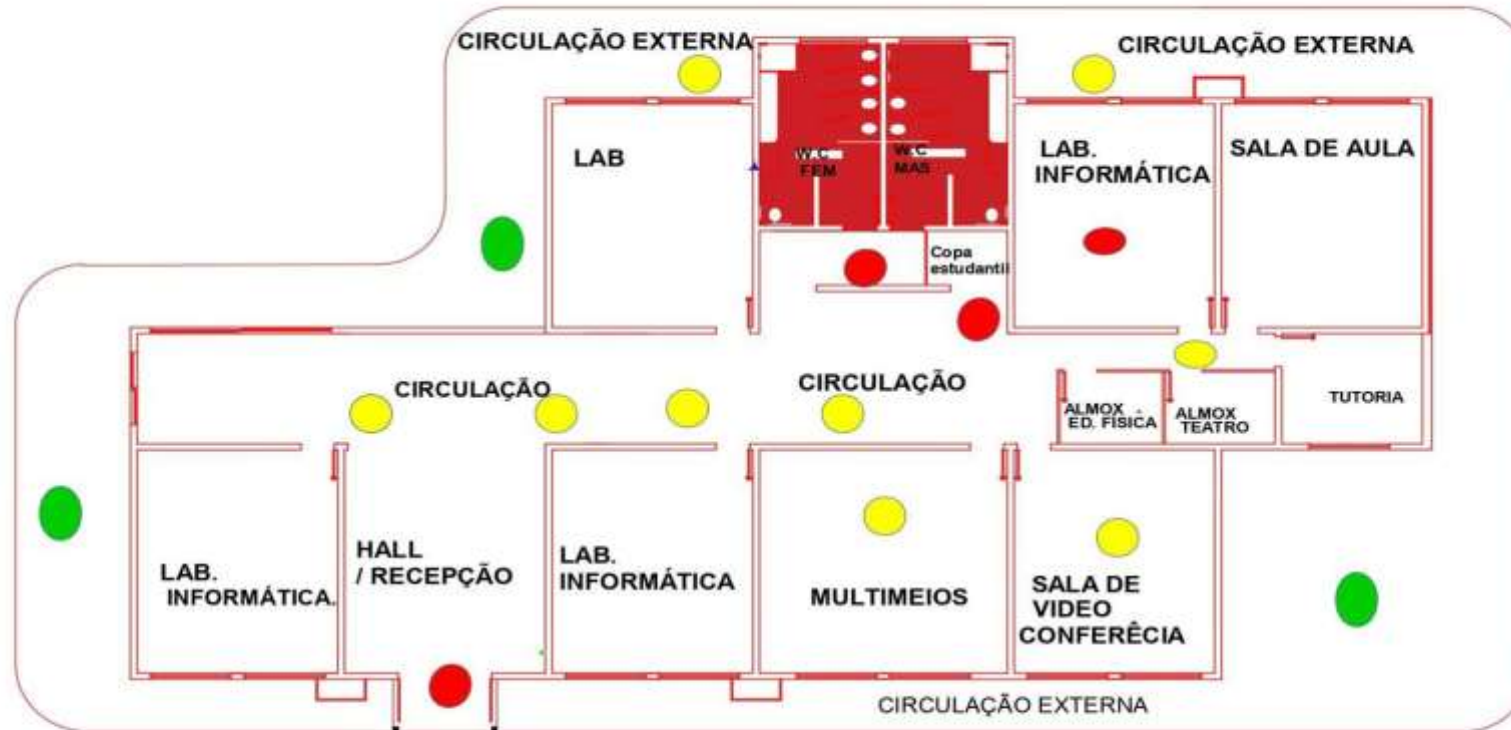 CIRCULAÇÃO EXTERNA
CIRCULAÇÃO EXTERNA
LAB
W.C
FEM
W.C
MAS
LAB.
INFORMÁTICA
SALA DE AULA
Copa
estudantil
CIRCULAÇÃO
CIRCULAÇÃO
ALMOX
ED. FÍSICA
ALMOX
TEATRO
TUTORIA
LAB.
INFORMÁTICA.
HALL
/ RECEPÇÃO
LAB.
INFORMÁTICA
MULTIMEIOS
SALA DE
VIDEO
CONFERÊCIA
CIRCULAÇÃO EXTERNA